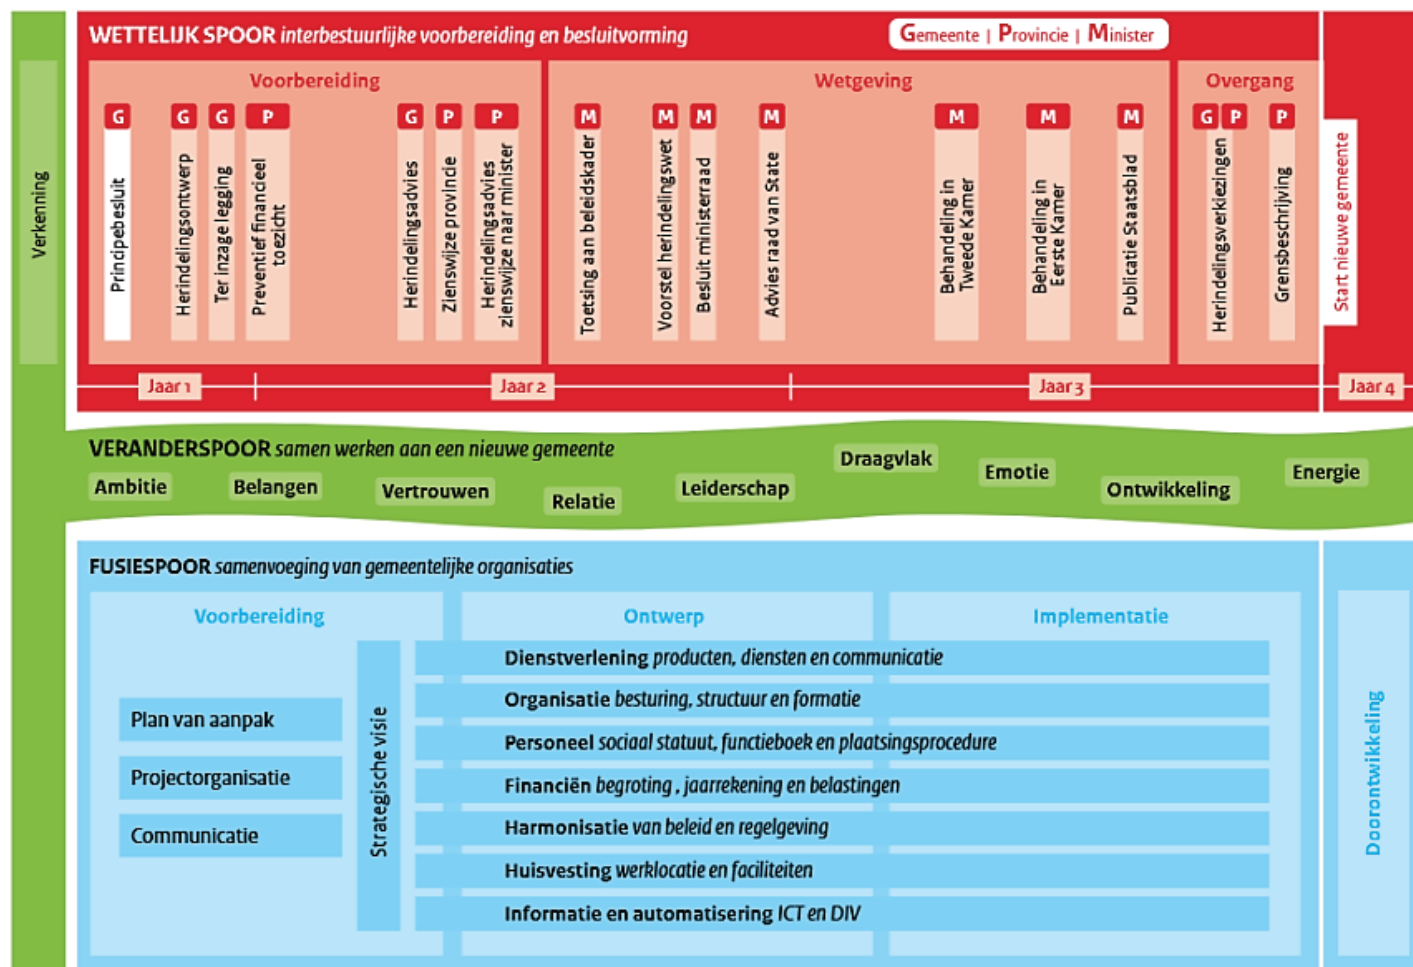 WETTELIJK SPOOR interbestuurlijke voorbereiding en besluitvorming
Gemeente | Provincie | Minister
Verkenning
Voorbereiding
G
Principebesluit
G
Herindelingsontwerp
G
Ter inzage legging
P
Preventief financieel
toezicht
G
Herindelingsadvies
P
Zienswijze provincie
P
Herindelingsadvies
zienswijze naar minister
Wetgeving
M
Toetsing aan beleidskader
M
Voorstel herindelingswet
M
Besluit ministerraad
M
Advies raad van State
M
Behandeling in
Tweede Kamer
M
Behandeling in
Eerste Kamer
M
Publicatie Staatsblad
Overgang
G P
Herindelingsverkiezingen
P
Grensbeschrijving
Start nieuwe gemeente
Jaar 1
Jaar 2
Jaar 3
Jaar 4
VERANDERSPOOR samen werken aan een nieuwe gemeente
Ambitie
Belangen
Vertrouwen
Relatie
Leiderschap
Draagvlak
Emotie
Ontwikkeling
Energie
FUSIESPOOR samenvoeging van gemeentelijke organisaties
Voorbereiding
Plan van aanpak
Projectorganisatie
Communicatie
Strategische visie
Ontwerp
Implementatie
Dienstverlening producten, diensten en communicatie
Organisatie besturing, structuur en formatie
Personeel sociaal statuut, functieboek en plaatsingsprocedure
Financiën begroting , jaarrekening en belastingen
Harmonisatie van beleid en regelgeving
Huisvesting werklocatie en faciliteiten
Informatie en automatisering ICT en DIV
Doorontwikkeling